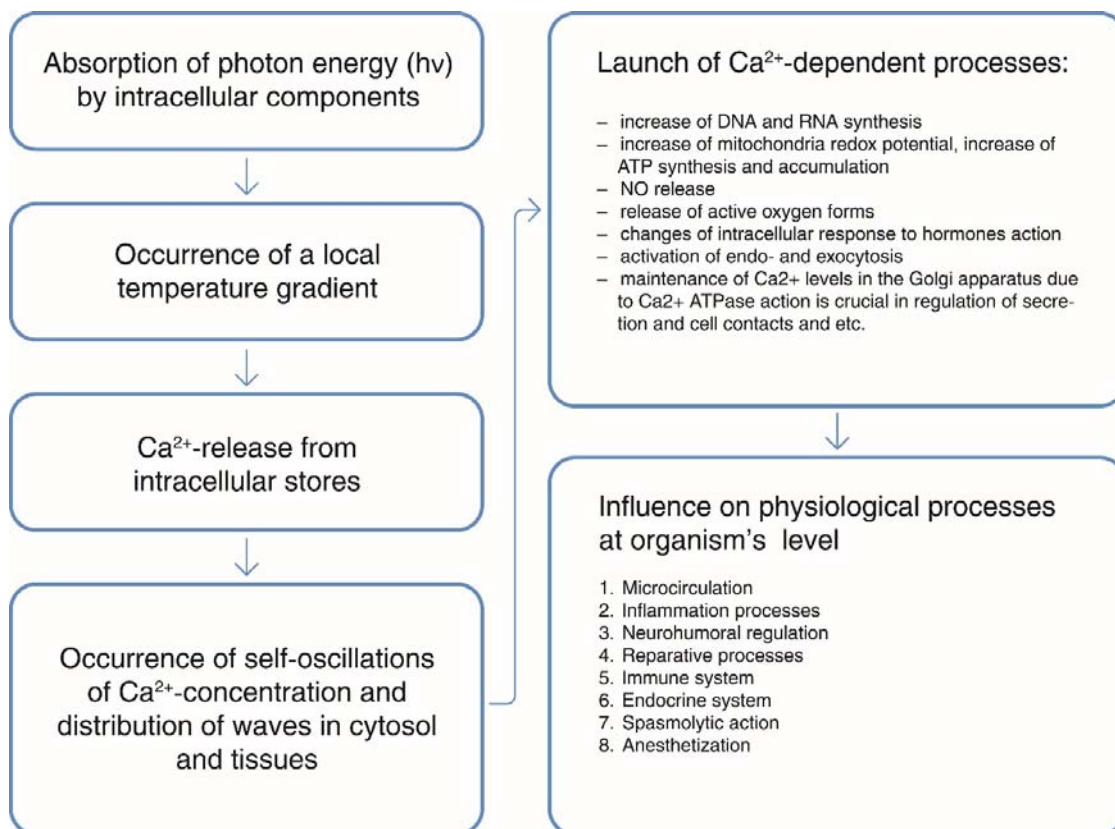 Absorption of photon energy (hν)
by intracellular components
Occurrence of a local
temperature gradient
Ca²⁺-release from
intracellular stores
Occurrence of self-oscillations
of Ca²⁺-concentration and
distribution of waves in cytosol
and tissues
Launch of Ca²⁺-dependent processes:
– increase of DNA and RNA synthesis
– increase of mitochondria redox potential, increase of
ATP synthesis and accumulation
– NO release
– release of active oxygen forms
– changes of intracellular response to hormones action
– activation of endo- and exocytosis
– maintenance of Ca2+ levels in the Golgi apparatus due
to Ca2+ ATPase action is crucial in regulation of secre-
tion and cell contacts and etc.
Influence on physiological processes
at organism's level
1. Microcirculation
2. Inflammation processes
3. Neurohumoral regulation
4. Reparative processes
5. Immune system
6. Endocrine system
7. Spasmolytic action
8. Anesthetization